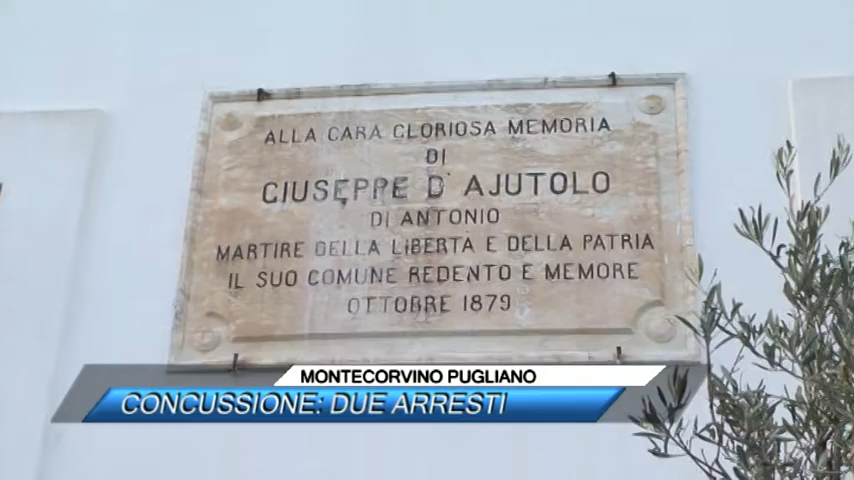 ALLA CARA GLORIOSA MEMORIA
DI
GIUSEPPE D'AJUTOLO
DI ANTONIO
MARTIRE DELLA LIBERTA E DELLA PATRIA
IL SUO COMUNE REDENTO E MEMORE
OTTOBRE 1879
MONTECORVINO PUGLIANO
CONCUSSIONE: DUE ARRESTI